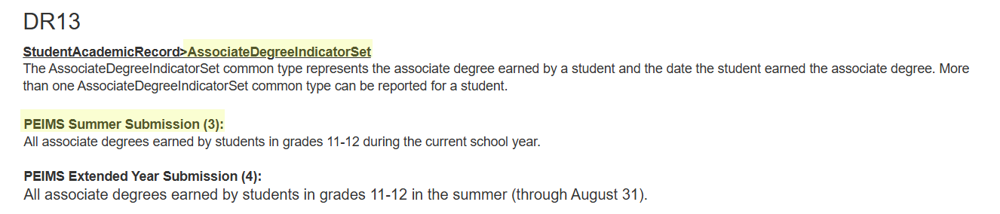 DR13
StudentAcademicRecord>AssociateDegreeIndicatorSet
The AssociateDegreeIndicatorSet common type represents the associate degree earned by a student and the date the student earned the associate degree. More
than one AssociateDegreeIndicatorSet common type can be reported for a student.
PEIMS Summer Submission (3):
All associate degrees earned by students in grades 11-12 during the current school year.
PEIMS Extended Year Submission (4):
All associate degrees earned by students in grades 11-12 in the summer (through August 31).